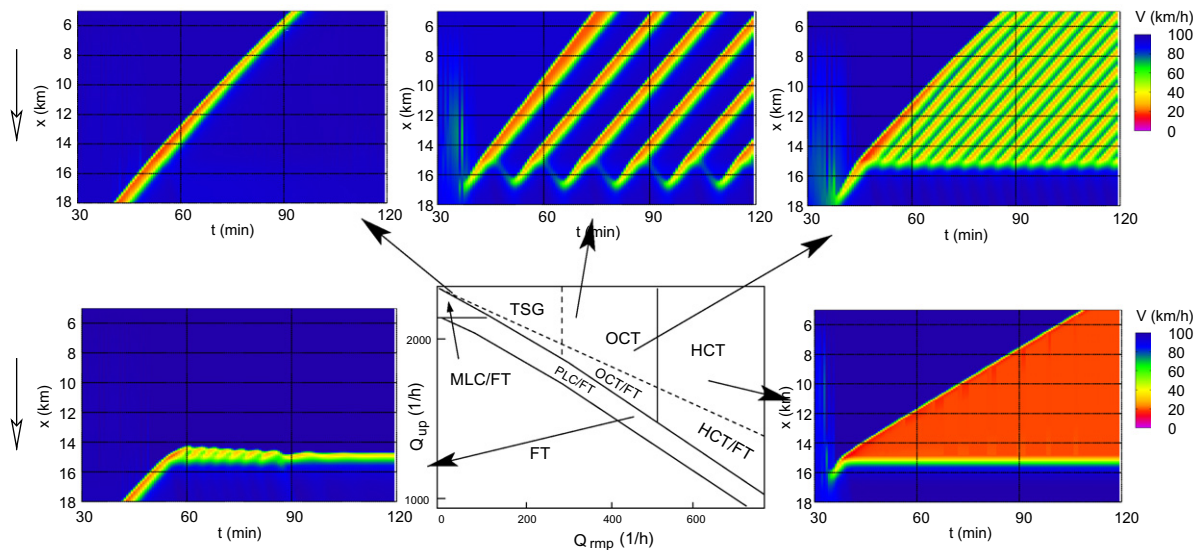 6
8
10
12
14
16
18
30 60 90 120
x (km)
t (min)
6
8
10
12
14
16
18
30 60 90 120
x (km)
t (min)
6
8
10
12
14
16
18
30 60 90 120
x (km)
t (min)
V (km/h)
100
80
60
40
20
0
6
8
10
12
14
16
18
30 60 90 120
x (km)
t (min)
TSG
OCT
HCT
MLC/FT
PLC/FT
OCT/FT
HCT/FT
FT
2000
1000
Q up (1/h)
0 200 400 600
Q rmp (1/h)
6
8
10
12
14
16
18
30 60 90 120
x (km)
t (min)
V (km/h)
100
80
60
40
20
0